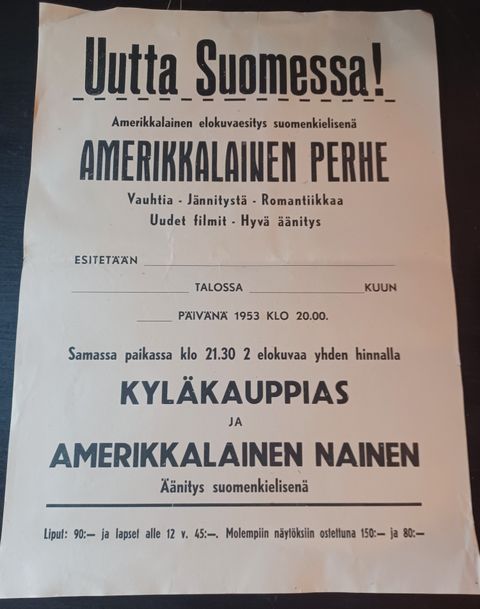 Uutta Suomessa!
Amerikkalainen elokuvaesitys suomenkielisenä
AMERIKKALAINEN PERHE
Vauhtia - Jännitystä - Romantiikkaa
Uudet filmit - Hyvä äänitys
ESITETÄÄN
TALOSSA KUUN
PÄIVÄNÄ 1953 KLO 20.00.
Samassa paikassa klo 21.30 2 elokuvaa yhden hinnalla
KYLÄKAUPPIAS
JA
AMERIKKALAINEN NAINEN
Äänitys suomenkielisenä
Liput: 90:— ja lapset alle 12 v. 45:—. Molempiin näytöksiin ostettuna 150:— ja 80:—